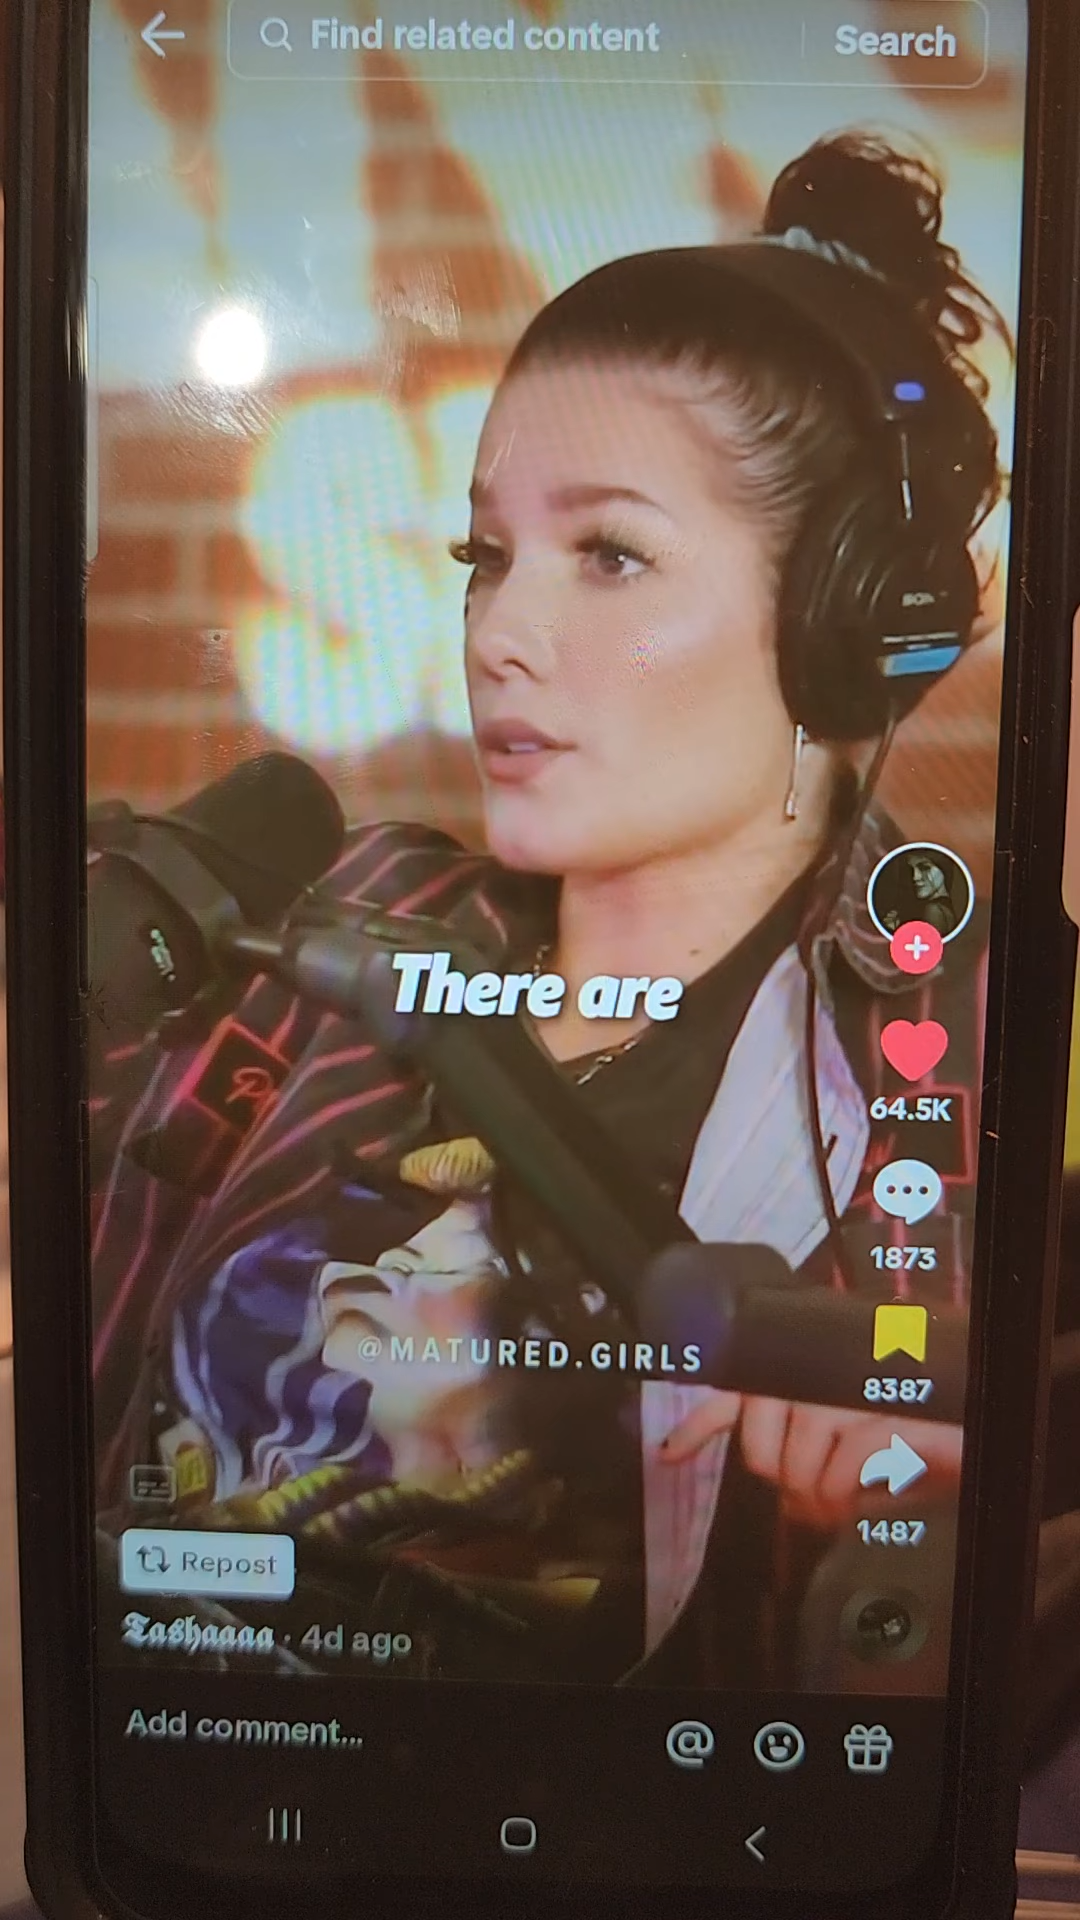 Find related content
Search
SONY
There are
64.5K
1873
@MATURED.GIRLS
8387
1487
Repost
𝕿𝖆𝖘𝖍𝖆𝖆𝖆𝖆 · 4d ago
Add comment...